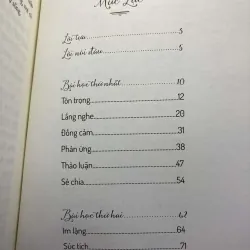 Mục Lục
Lời tựa 3
Lời nói đầu 5
Bài học thứ nhất 10
Tôn trọng 12
Lắng nghe 20
Đồng cảm 31
Phản ứng 38
Thảo luận 47
Sẻ chia 54
Bài học thứ hai 62
Im lặng 64
Súc tích 71